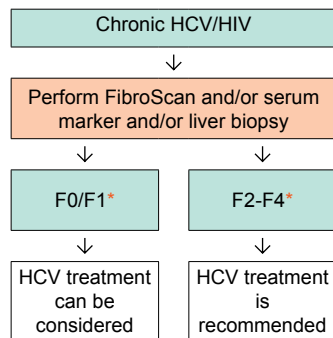 Chronic HCV/HIV
Perform FibroScan and/or serum
marker and/or liver biopsy
F0/F1*
F2-F4*
HCV treatment
can be
considered
HCV treatment
is
recommended